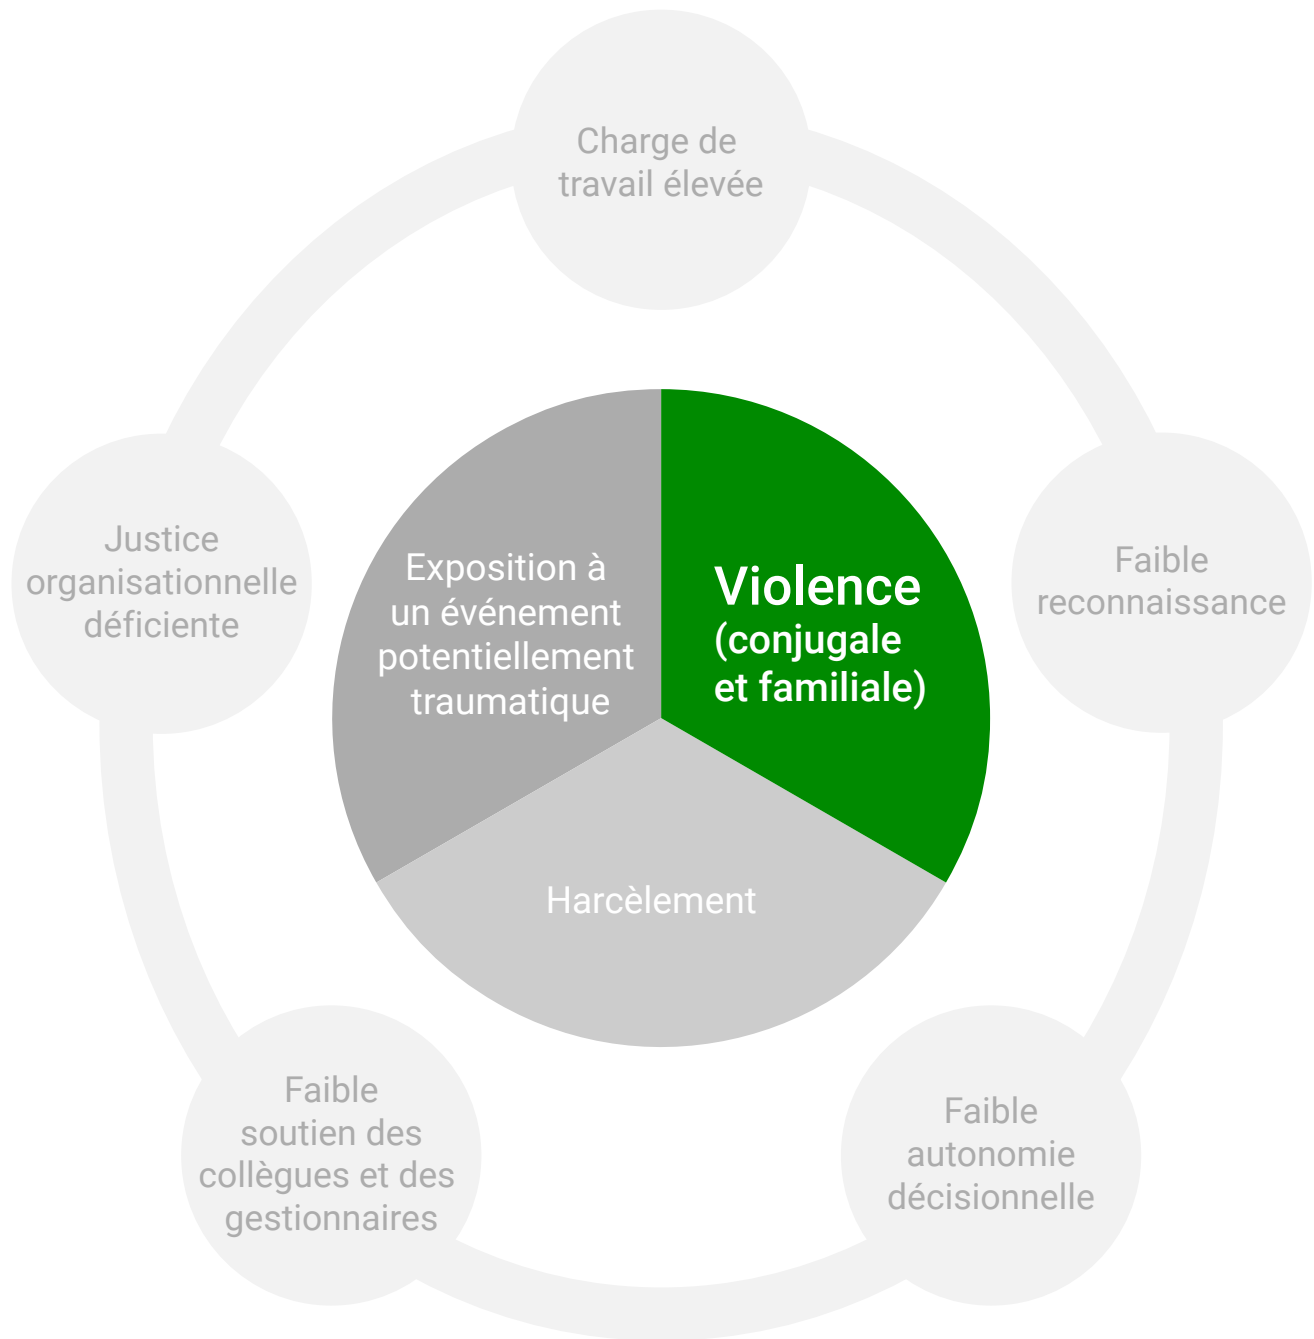 Charge de
travail élevée
Justice
organisationnelle
déficiente
Exposition à
un événement
potentiellement
traumatique
Violence
(conjugale
et familiale)
Faible
reconnaissance
Harcèlement
Faible
soutien des
collègues et des
gestionnaires
Faible
autonomie
décisionnelle